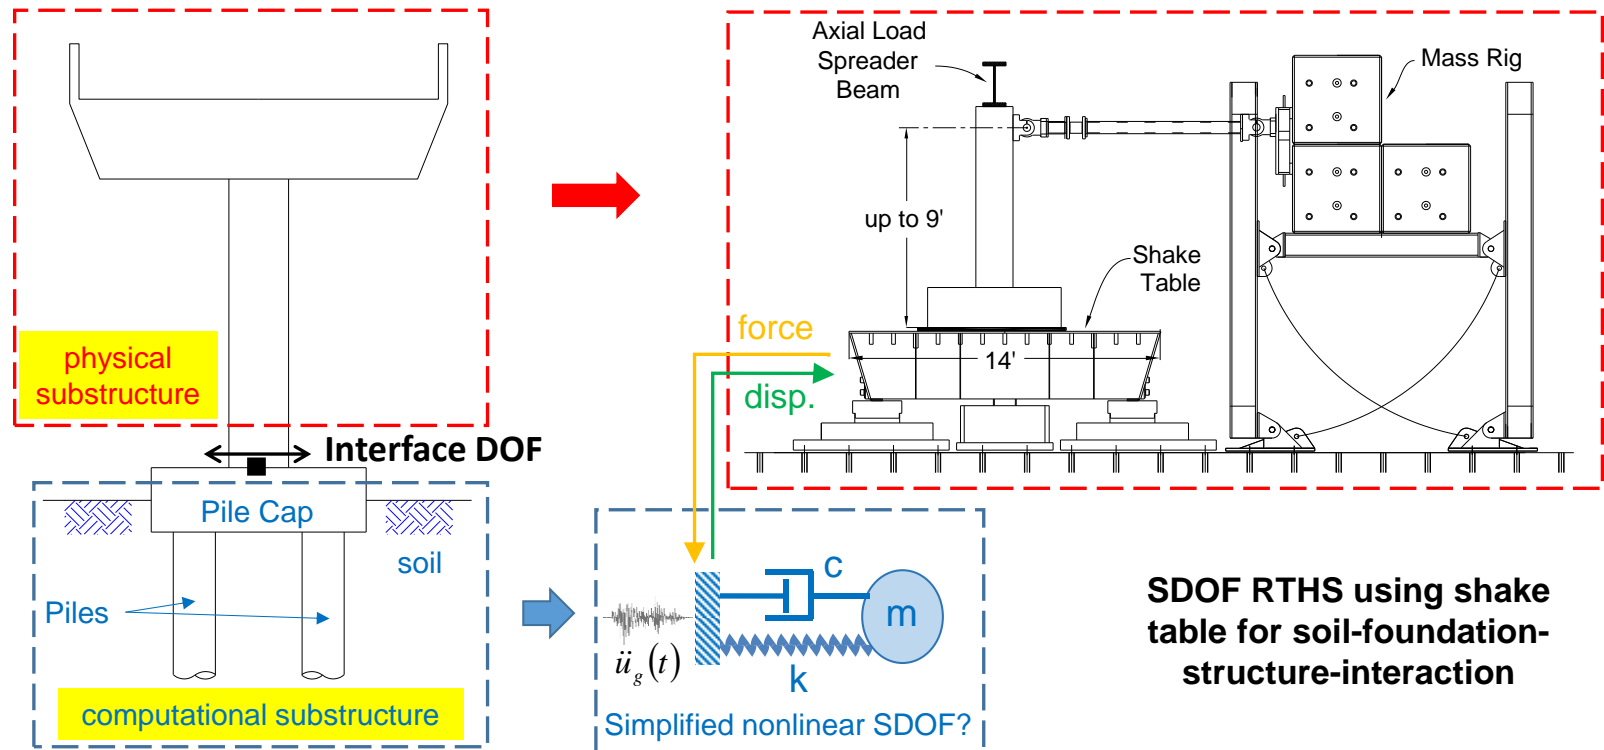 Axial Load
Spreader
Beam
Mass Rig
up to 9'
Shake
Table
14'
force
disp.
physical
substructure
Interface DOF
Pile Cap
soil
Piles
computational substructure
c
m
k
üg(t)
Simplified nonlinear SDOF?
SDOF RTHS using shake
table for soil-foundation-
structure-interaction